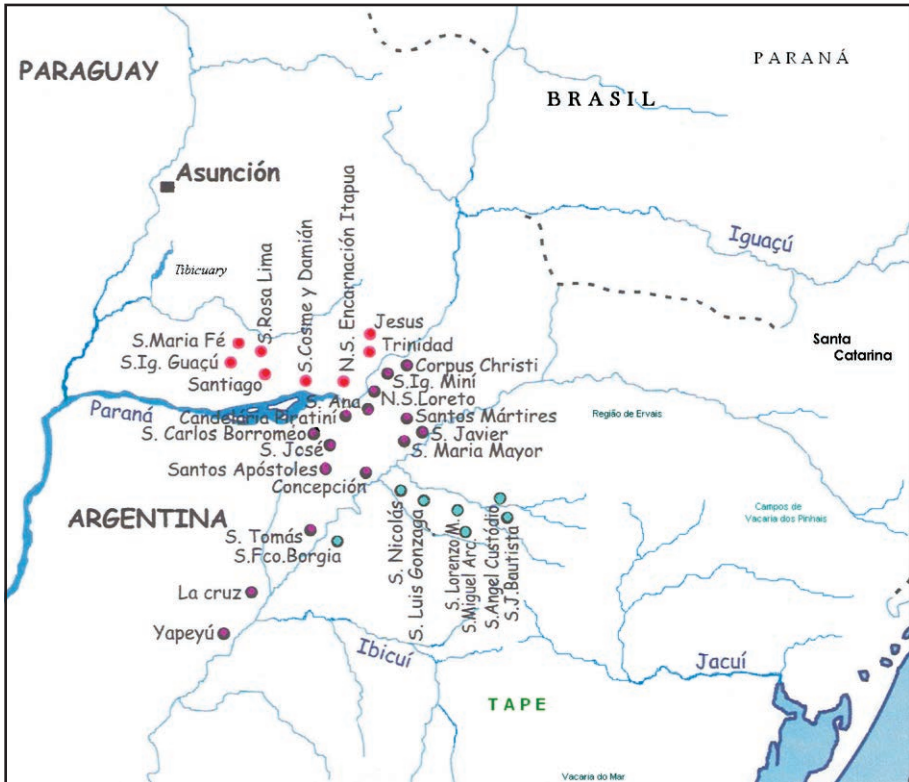 PARANÁ
PARAGUAY
BRASIL
Asunción
Iguaçú
Tibicuary
S.Rosa Lima
S.Cosme y Damián
N.S. Encarnación Itapua
Jesus
S.Maria Fé
Trinidad
Santa
Catarina
S.Ig. Guaçú
Corpus Christi
Santiago
S.Ig. Miní
S. Ana
N.S.Loreto
Paraná
Candelaria Piratiní
Santos Mártires
Região de Ervais
S. Carlos Borromeo
S. Javier
S. José
S. Maria Mayor
Santos Apóstoles
Concepción
Campos de
Vacaria dos Pinhais
ARGENTINA
S. Tomás
S.Fco.Borgia
S. Nicolás
S. Luis Gonzaga
S. Lorenzo M.
S.Miguel Arc.
S.Angel Custodio
S.J.Bautista
La cruz
Yapeyú
Ibicuí
Jacuí
TAPE
Vacaria do Mar